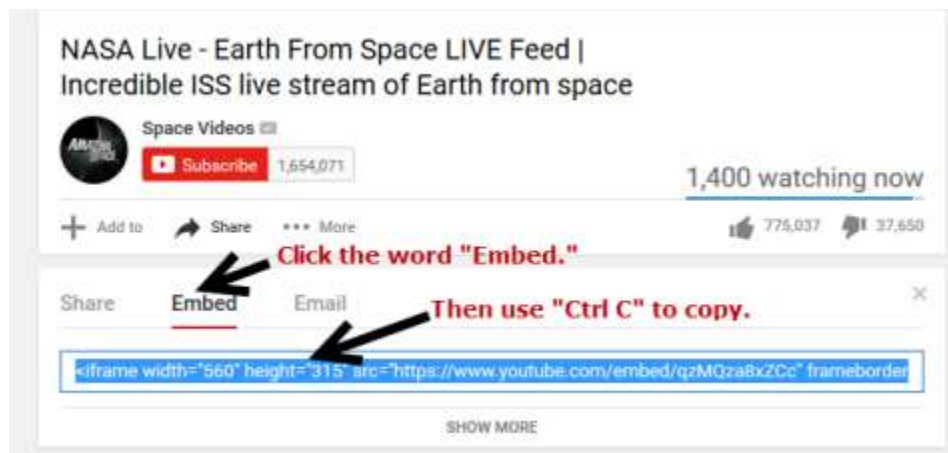 NASA Live - Earth From Space LIVE Feed |
Incredible ISS live stream of Earth from space
Space Videos
Subscribe 1,654,071
1,400 watching now
Add to Share More
775,037 37,650
Click the word "Embed."
Share Embed Email
Then use "Ctrl C" to copy.
<iframe width="560" height="315" src="https://www.youtube.com/embed/qzMQza8xZCc" frameborder
SHOW MORE